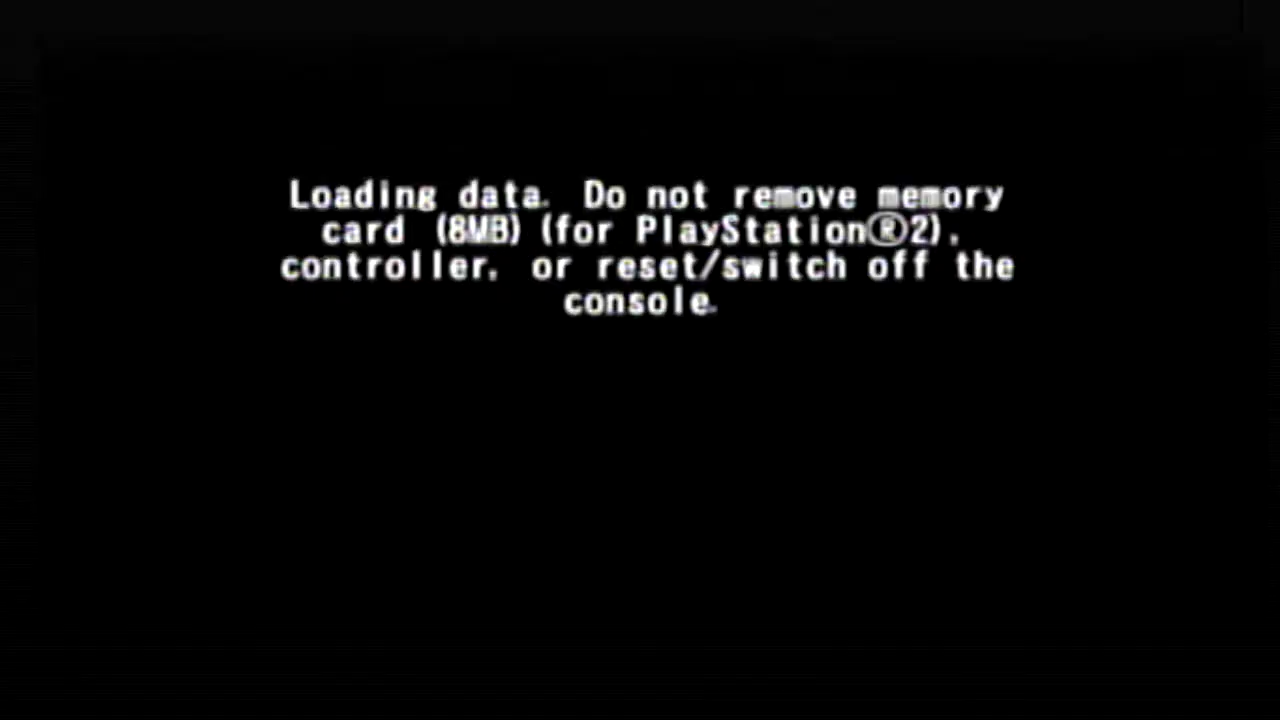 Loading data. Do not remove memory
card (8MB) (for PlayStation®2),
controller, or reset/switch off the
console.